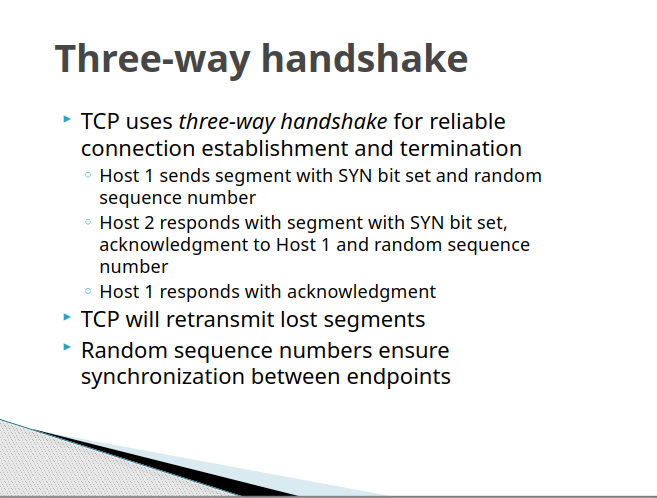 Three-way handshake
TCP uses three-way handshake for reliable
connection establishment and termination
Host 1 sends segment with SYN bit set and random
sequence number
Host 2 responds with segment with SYN bit set,
acknowledgment to Host 1 and random sequence
number
Host 1 responds with acknowledgment
TCP will retransmit lost segments
Random sequence numbers ensure
synchronization between endpoints